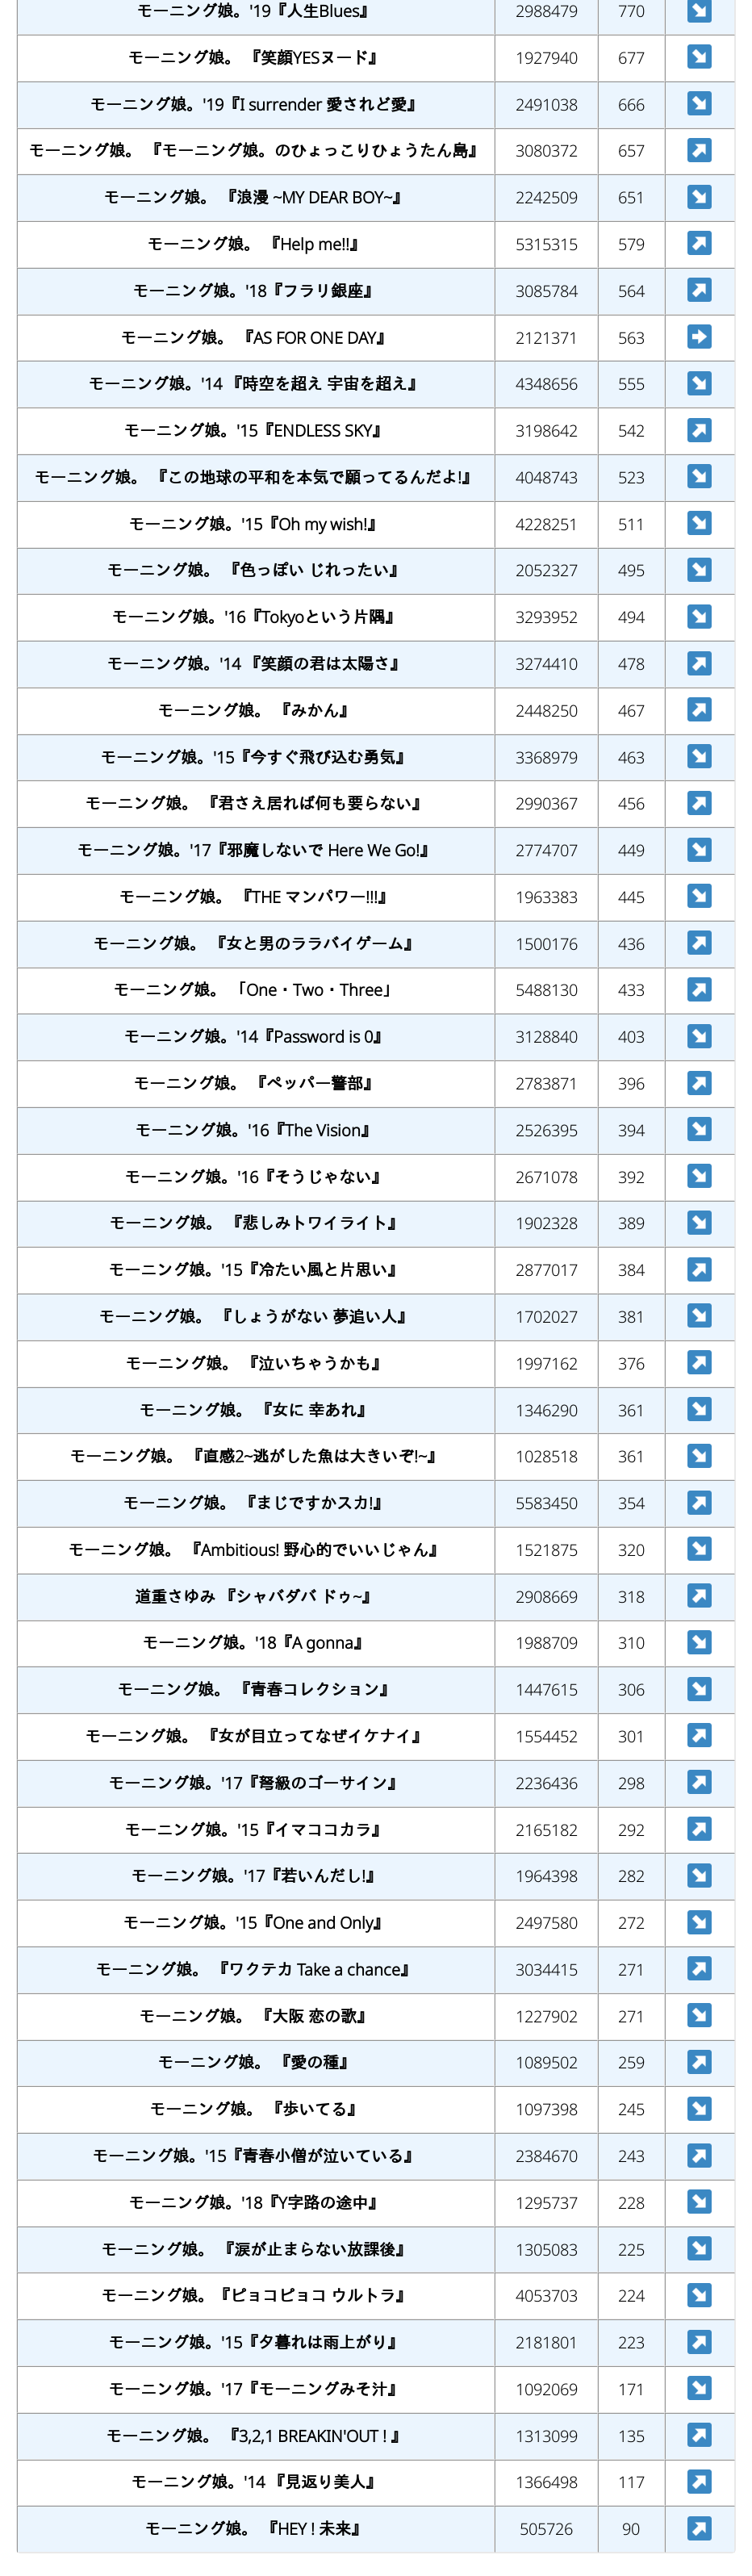 モーニング娘。'19『人生Blues』 2988479 770
モーニング娘。 『笑顔YESヌード』 1927940 677
モーニング娘。'19『I surrender 愛されど愛』 2491038 666
モーニング娘。 『モーニング娘。のひょっこりひょうたん島』 3080372 657
モーニング娘。 『浪漫 ~MY DEAR BOY~』 2242509 651
モーニング娘。 『Help me!!』 5315315 579
モーニング娘。'18『フラリ銀座』 3085784 564
モーニング娘。 『AS FOR ONE DAY』 2121371 563
モーニング娘。'14 『時空を超え 宇宙を超え』 4348656 555
モーニング娘。'15『ENDLESS SKY』 3198642 542
モーニング娘。 『この地球の平和を本気で願ってるんだよ!』 4048743 523
モーニング娘。'15『Oh my wish!』 4228251 511
モーニング娘。 『色っぽい じれったい』 2052327 495
モーニング娘。'16『Tokyoという片隅』 3293952 494
モーニング娘。'14 『笑顔の君は太陽さ』 3274410 478
モーニング娘。 『みかん』 2448250 467
モーニング娘。'15『今すぐ飛び込む勇気』 3368979 463
モーニング娘。 『君さえ居れば何も要らない』 2990367 456
モーニング娘。'17『邪魔しないで Here We Go!』 2774707 449
モーニング娘。 『THE マンパワー!!!』 1963383 445
モーニング娘。 『女と男のララバイゲーム』 1500176 436
モーニング娘。 「One・Two・Three」 5488130 433
モーニング娘。'14『Password is 0』 3128840 403
モーニング娘。 『ペッパー警部』 2783871 396
モーニング娘。'16『The Vision』 2526395 394
モーニング娘。'16『そうじゃない』 2671078 392
モーニング娘。 『悲しみトワイライト』 1902328 389
モーニング娘。'15『冷たい風と片思い』 2877017 384
モーニング娘。 『しょうがない 夢追い人』 1702027 381
モーニング娘。 『泣いちゃうかも』 1997162 376
モーニング娘。 『女に 幸あれ』 1346290 361
モーニング娘。 『直感2~逃がした魚は大きいぞ!~』 1028518 361
モーニング娘。 『まじですかスカ!』 5583450 354
モーニング娘。 『Ambitious! 野心的でいいじゃん』 1521875 320
道重さゆみ 『シャバダバ ドゥ~』 2908669 318
モーニング娘。'18『A gonna』 1988709 310
モーニング娘。 『青春コレクション』 1447615 306
モーニング娘。 『女が目立ってなぜイケナイ』 1554452 301
モーニング娘。'17『弩級のゴーサイン』 2236436 298
モーニング娘。'15『イマココカラ』 2165182 292
モーニング娘。'17『若いんだし!』 1964398 282
モーニング娘。'15『One and Only』 2497580 272
モーニング娘。 『ワクテカ Take a chance』 3034415 271
モーニング娘。 『大阪 恋の歌』 1227902 271
モーニング娘。 『愛の種』 1089502 259
モーニング娘。 『歩いてる』 1097398 245
モーニング娘。'15『青春小僧が泣いている』 2384670 243
モーニング娘。'18『Y字路の途中』 1295737 228
モーニング娘。 『涙が止まらない放課後』 1305083 225
モーニング娘。『ピョコピョコ ウルトラ』 4053703 224
モーニング娘。'15『夕暮れは雨上がり』 2181801 223
モーニング娘。'17『モーニングみそ汁』 1092069 171
モーニング娘。 『3,2,1 BREAKIN'OUT ! 』 1313099 135
モーニング娘。'14 『見返り美人』 1366498 117
モーニング娘。 『HEY ! 未来』 505726 90